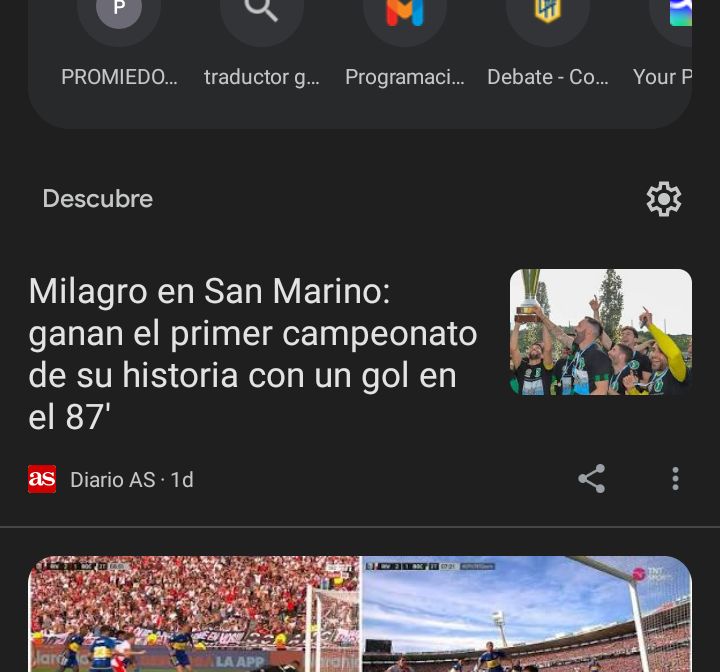 P
PROMIEDO... traductor g... Programaci... Debate - Co... Your P
Descubre
Milagro en San Marino:
ganan el primer campeonato
de su historia con un gol en
el 87'
as Diario AS · 1d
TNT
SPORTS
LA APP